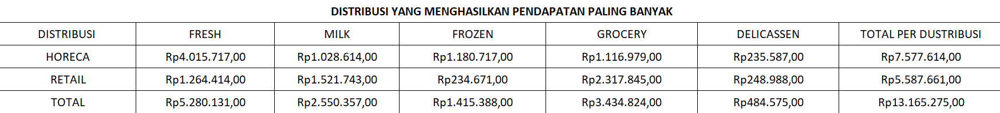 DISTRIBUSI YANG MENGHASILKAN PENDAPATAN PALING BANYAK
DISTRIBUSI FRESH MILK FROZEN GROCERY DELICASSEN TOTAL PER DUSTRIBUSI
HORECA Rp4.015.717,00 Rp1.028.614,00 Rp1.180.717,00 Rp1.116.979,00 Rp235.587,00 Rp7.577.614,00
RETAIL Rp1.264.414,00 Rp1.521.743,00 Rp234.671,00 Rp2.317.845,00 Rp248.988,00 Rp5.587.661,00
TOTAL Rp5.280.131,00 Rp2.550.357,00 Rp1.415.388,00 Rp3.434.824,00 Rp484.575,00 Rp13.165.275,00